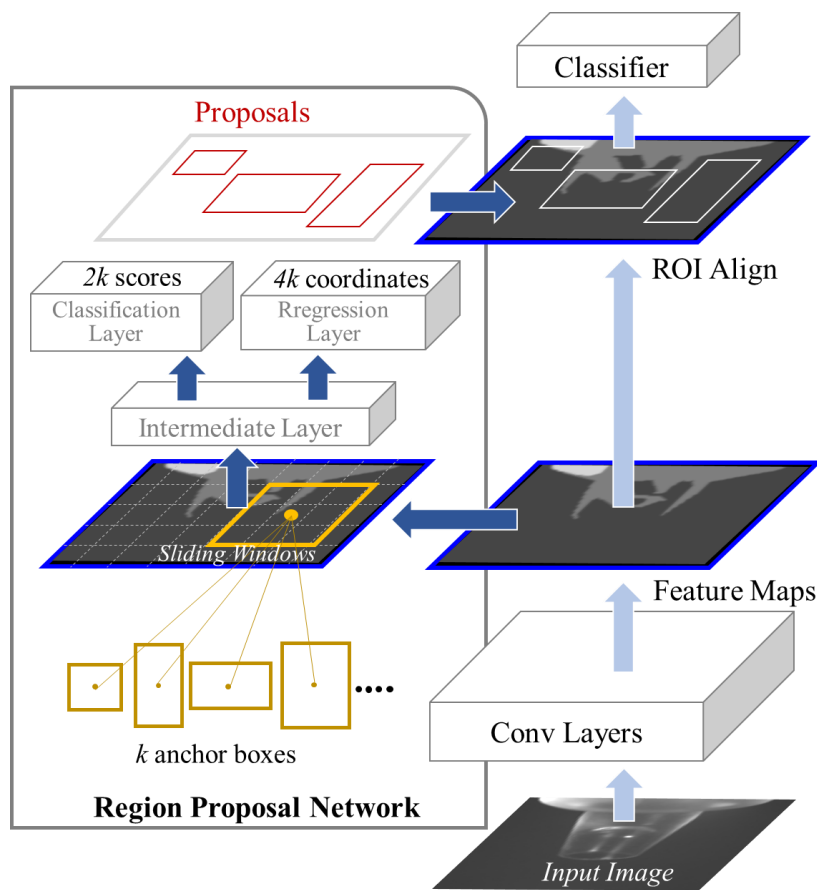 Classifier
Proposals
ROI Align
2k scores
4k coordinates
Classification
Layer
Rregression
Layer
Intermediate Layer
Sliding Windows
Feature Maps
k anchor boxes
Conv Layers
Region Proposal Network
Input Image